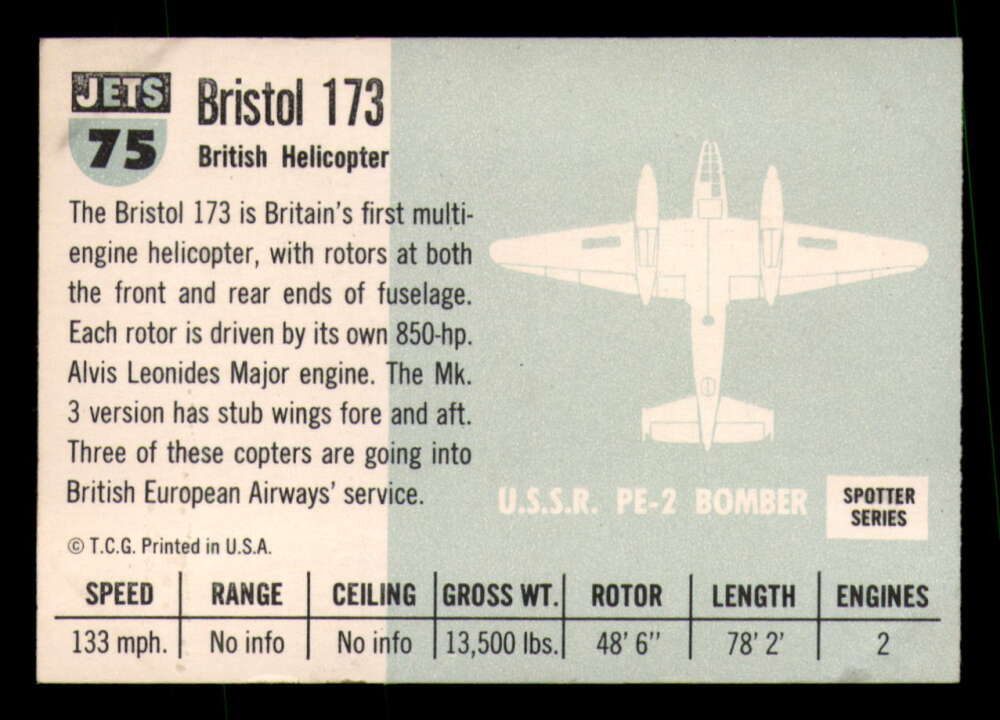 JETS
75
Bristol 173
British Helicopter
The Bristol 173 is Britain's first multi-
engine helicopter, with rotors at both
the front and rear ends of fuselage.
Each rotor is driven by its own 850-hp.
Alvis Leonides Major engine. The Mk.
3 version has stub wings fore and aft.
Three of these copters are going into
British European Airways' service.
© T.C.G. Printed in U.S.A.
U.S.S.R. PE-2 BOMBER
SPOTTER
SERIES
SPEED RANGE CEILING GROSS WT. ROTOR LENGTH ENGINES
133 mph. No info No info 13,500 lbs. 48' 6" 78' 2' 2